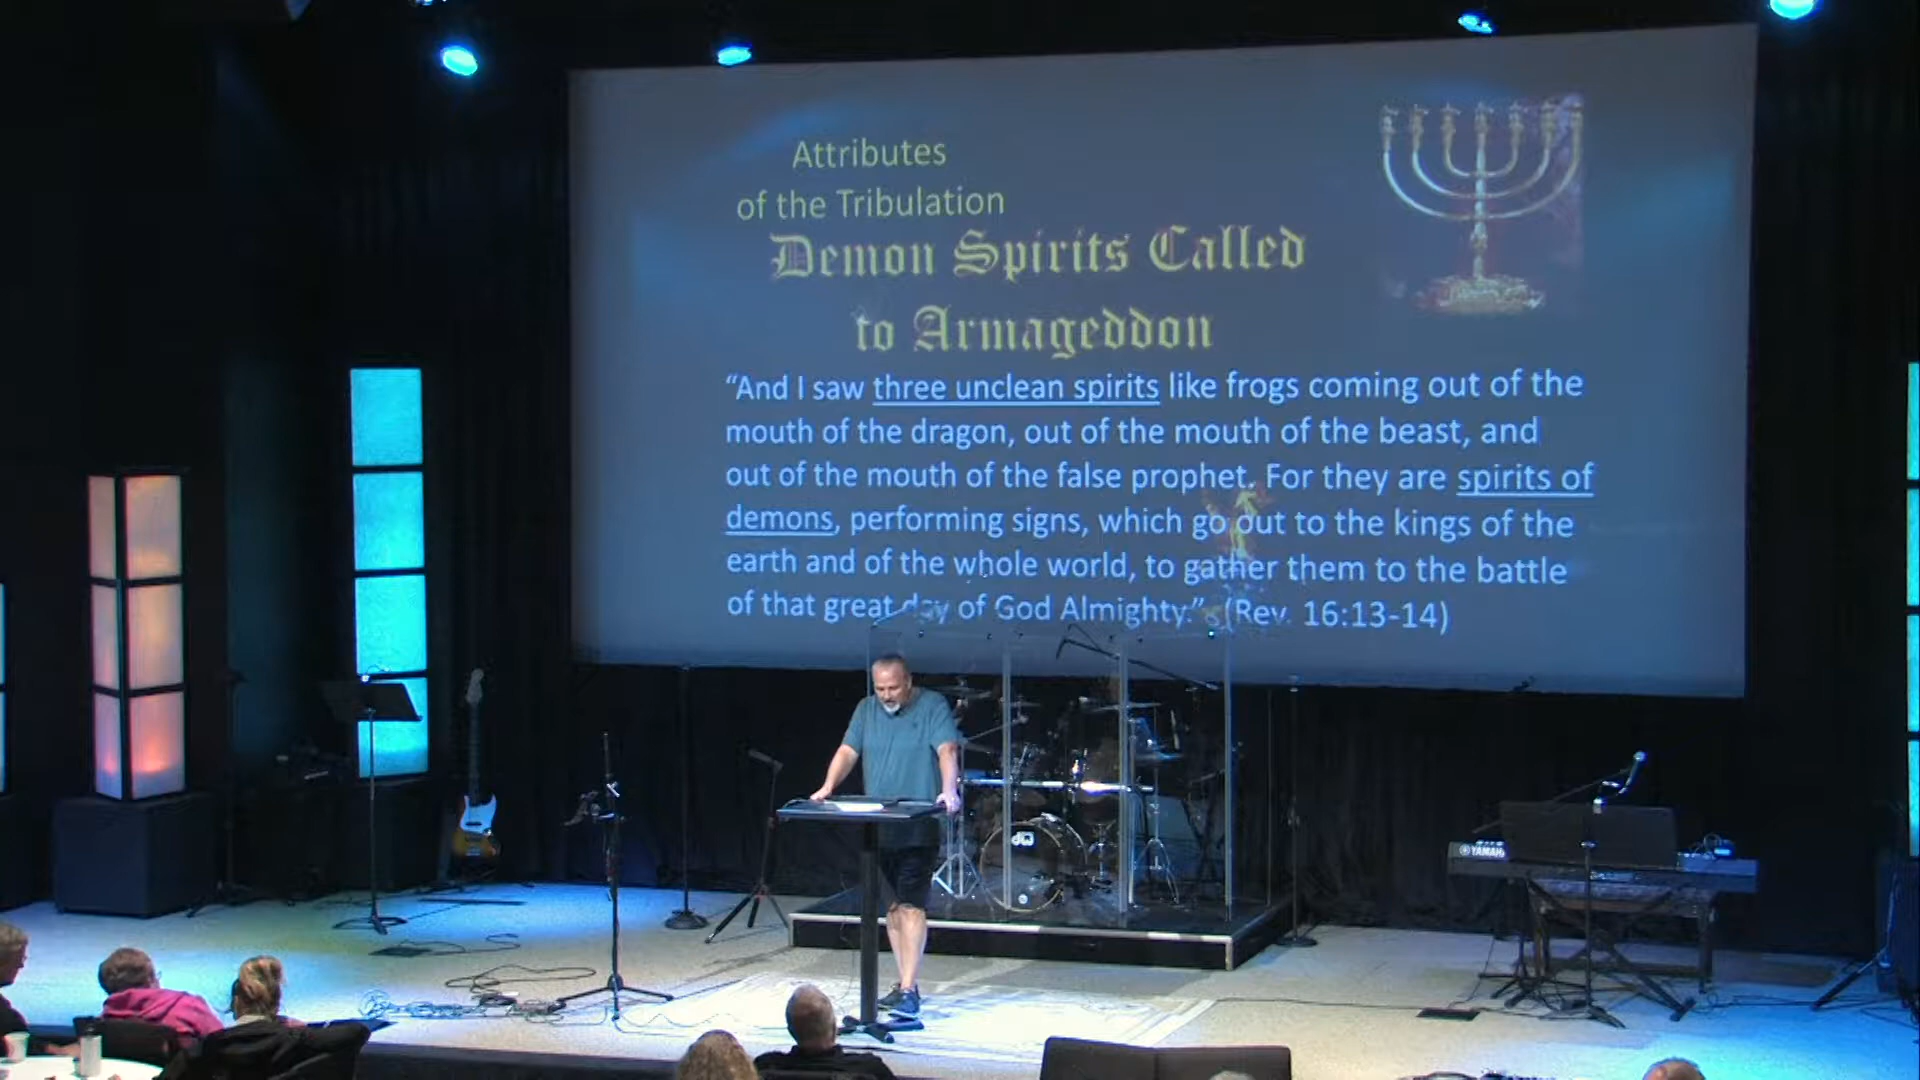 Attributes
of the Tribulation
Demon Spirits Called
to Armageddon
“And I saw three unclean spirits like frogs coming out of the
mouth of the dragon, out of the mouth of the beast, and
out of the mouth of the false prophet. For they are spirits of
demons, performing signs, which go out to the kings of the
earth and of the whole world, to gather them to the battle
of that great day of God Almighty.” (Rev. 16:13-14)
dw
YAMAHA